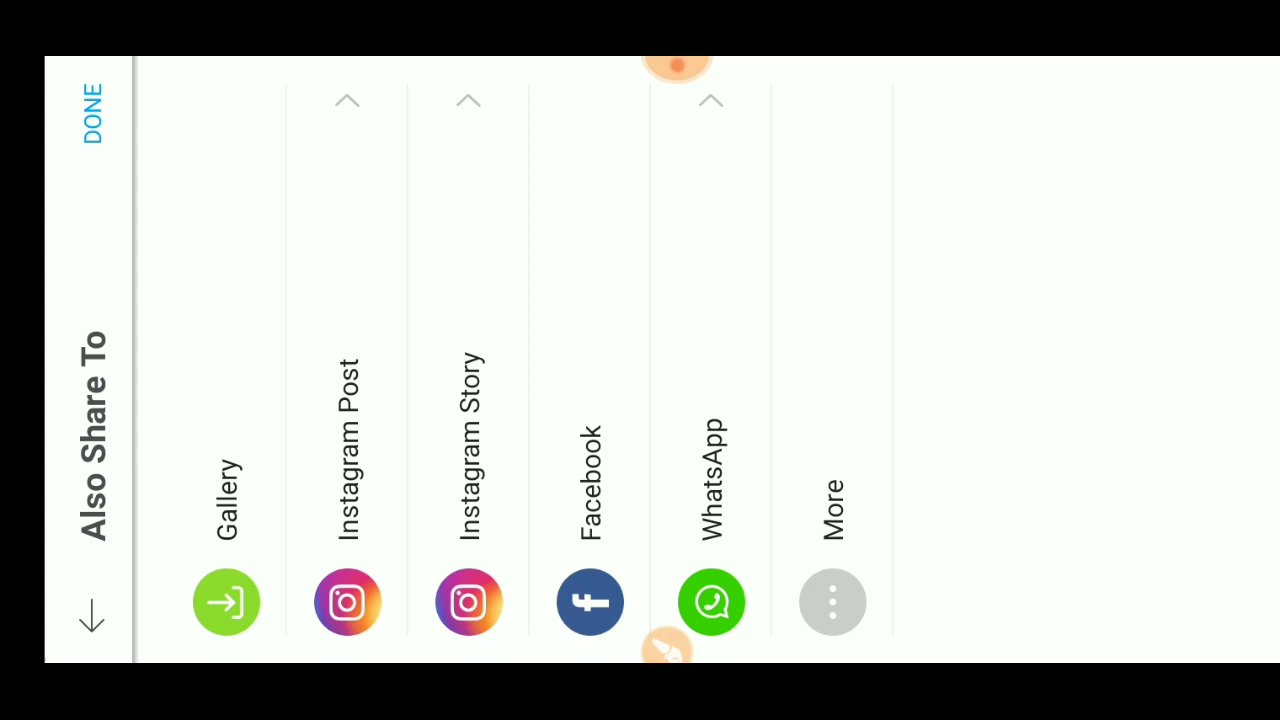 Also Share To
DONE
Gallery
Instagram Post
Instagram Story
Facebook
WhatsApp
More